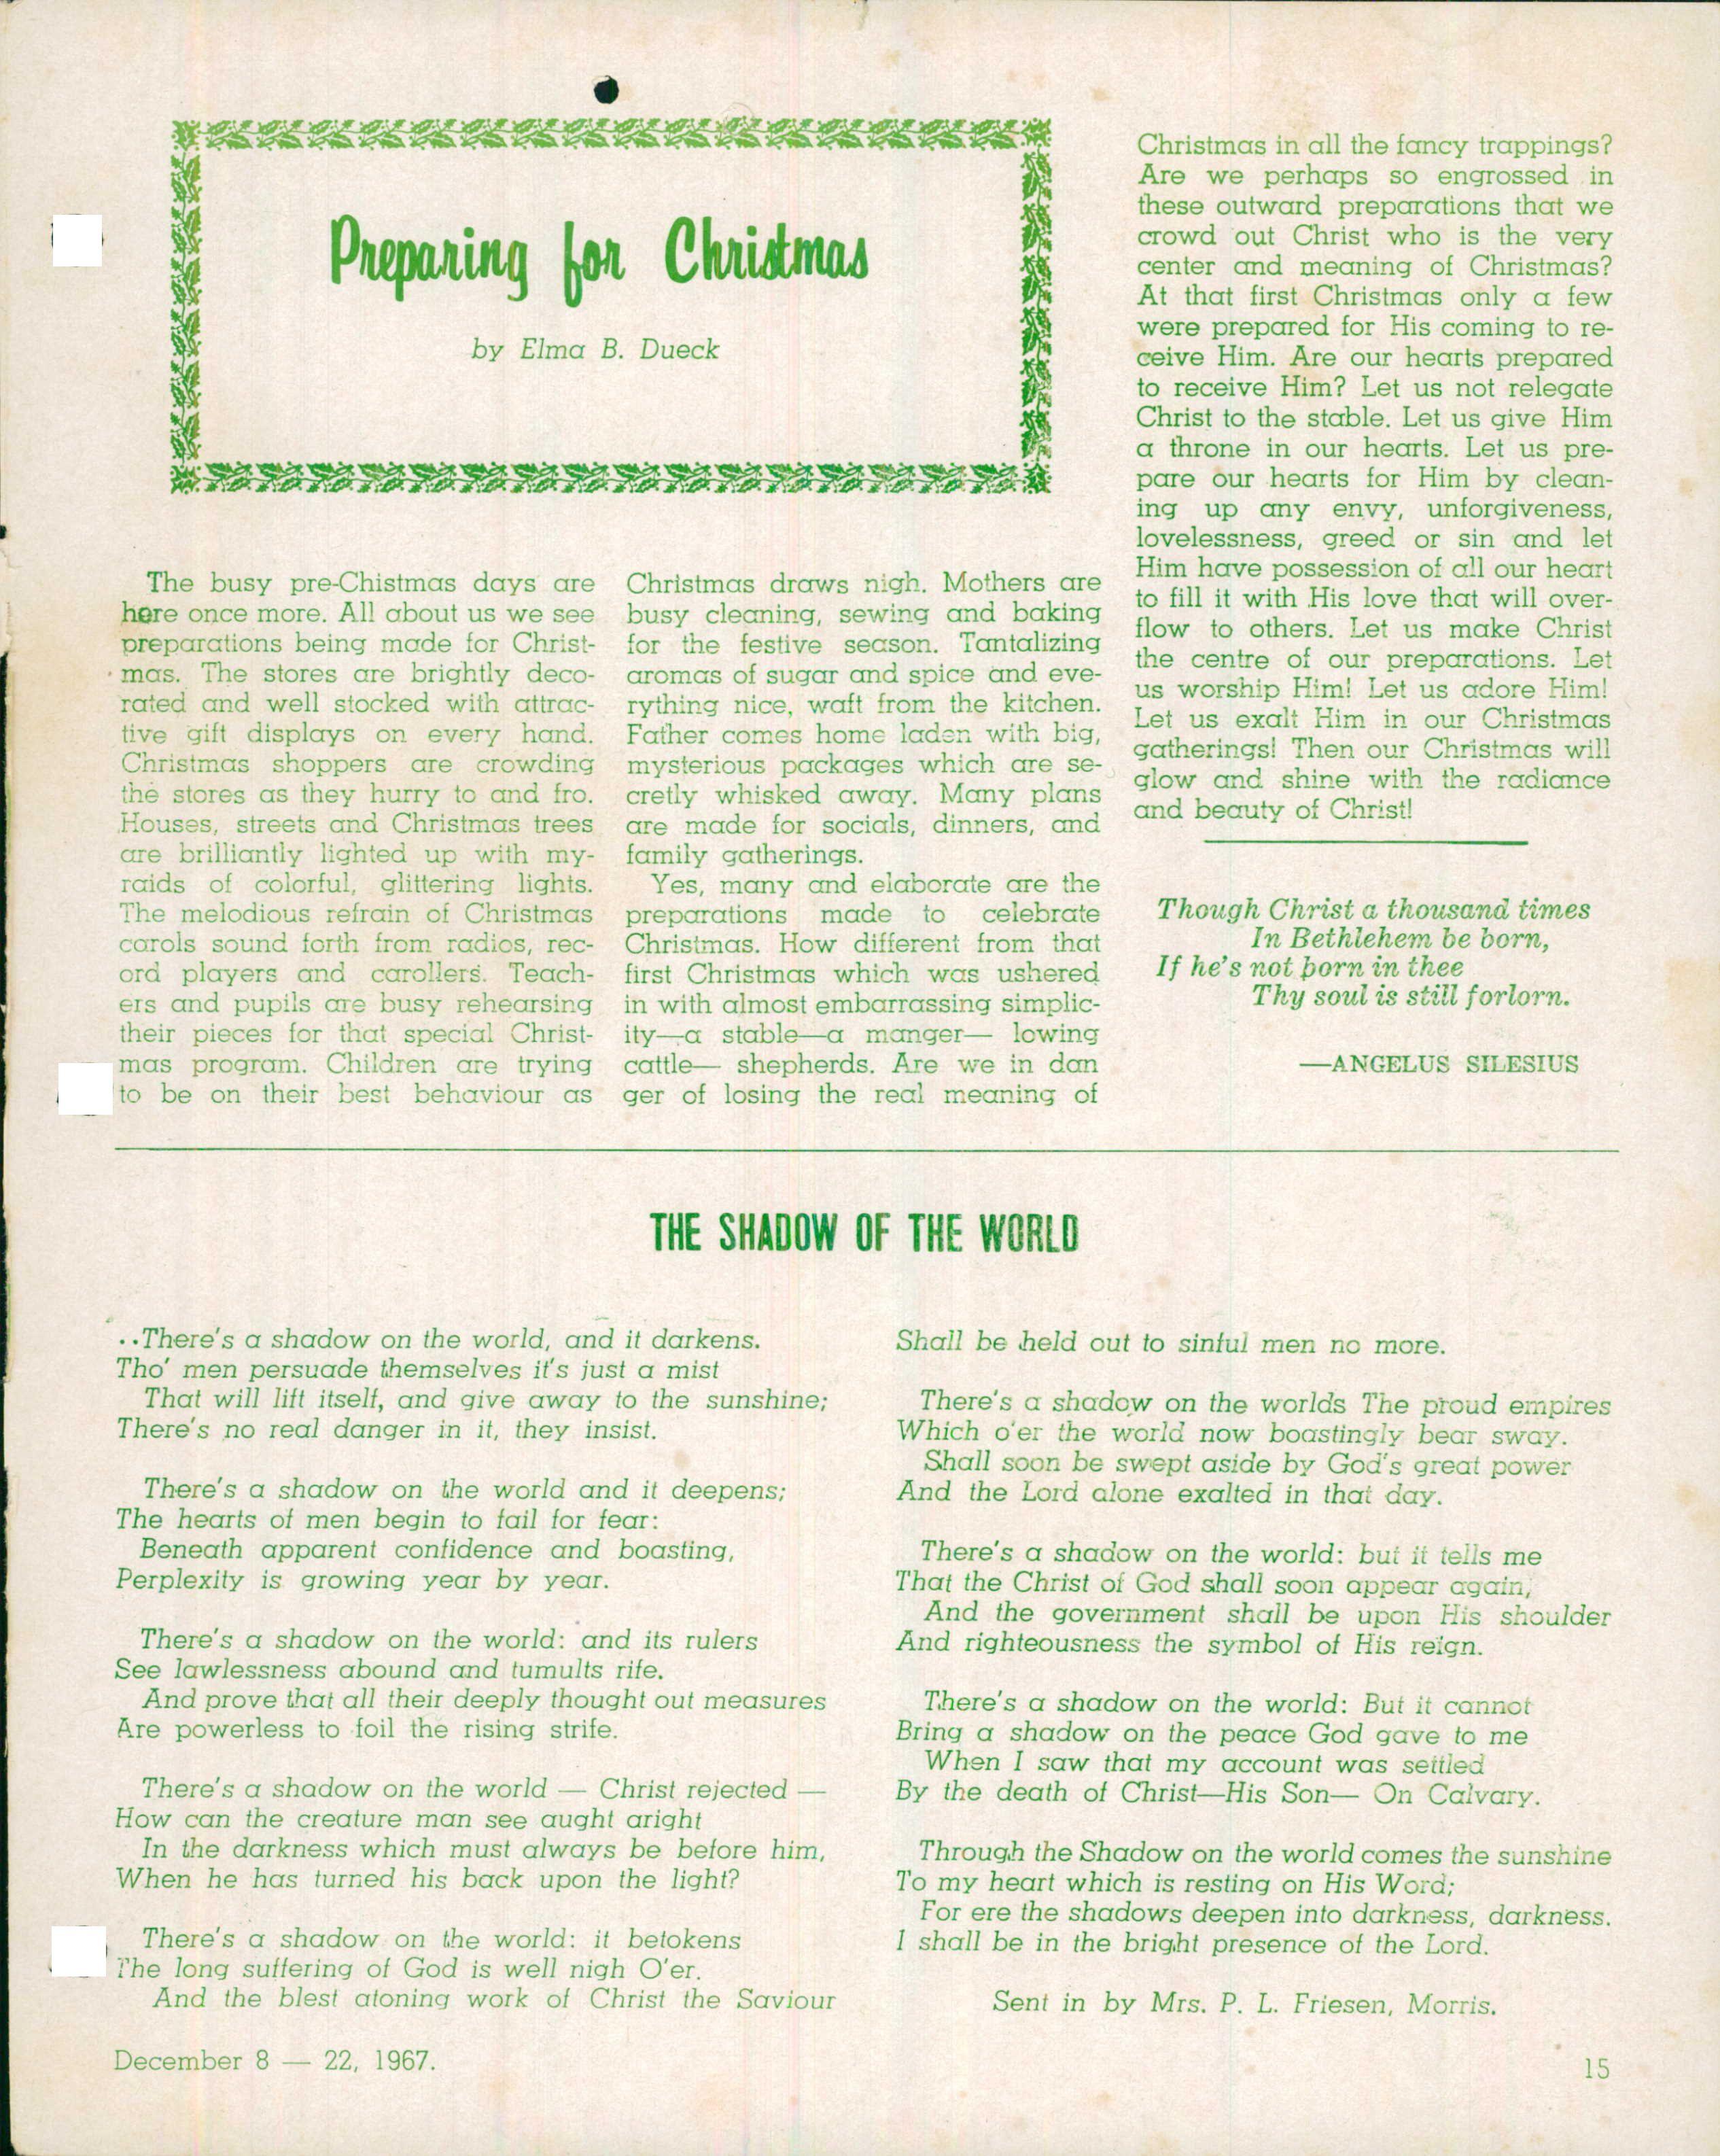 Preparing for Christmas
by Elma B. Dueck
The busy pre-Chistmas days are
here once more. All about us we see
preparations being made for Christ-
mas. The stores are brightly deco-
rated and well stocked with attrac-
tive gift displays on every hand.
Christmas shoppers are crowding
the stores as they hurry to and fro.
Houses, streets and Christmas trees
are brilliantly lighted up with my-
raids of colorful, glittering lights.
The melodious refrain of Christmas
carols sound forth from radios, rec-
ord players and carollers. Teach-
ers and pupils are busy rehearsing
their pieces for that special Christ-
mas program. Children are trying
to be on their best behaviour as
Christmas draws nigh. Mothers are
busy cleaning, sewing and baking
for the festive season. Tantalizing
aromas of sugar and spice and eve-
rything nice, waft from the kitchen.
Father comes home laden with big,
mysterious packages which are se-
cretly whisked away. Many plans
are made for socials, dinners, and
family gatherings.
Yes, many and elaborate are the
preparations made to celebrate
Christmas. How different from that
first Christmas which was ushered
in with almost embarrassing simplic-
ity—a stable—a manger— lowing
cattle— shepherds. Are we in dan
ger of losing the real meaning of
Christmas in all the fancy trappings?
Are we perhaps so engrossed in
these outward preparations that we
crowd out Christ who is the very
center and meaning of Christmas?
At that first Christmas only a few
were prepared for His coming to re-
ceive Him. Are our hearts prepared
to receive Him? Let us not relegate
Christ to the stable. Let us give Him
a throne in our hearts. Let us pre-
pare our hearts for Him by clean-
ing up any envy, unforgiveness,
lovelessness, greed or sin and let
Him have possession of all our heart
to fill it with His love that will over-
flow to others. Let us make Christ
the centre of our preparations. Let
us worship Him! Let us adore Him!
Let us exalt Him in our Christmas
gatherings! Then our Christmas will
glow and shine with the radiance
and beauty of Christ!
Though Christ a thousand times
In Bethlehem be born,
If he's not born in thee
Thy soul is still forlorn.
—ANGELUS SILESIUS
THE SHADOW OF THE WORLD
..There's a shadow on the world, and it darkens.
Tho' men persuade themselves it's just a mist
That will lift itself, and give away to the sunshine;
There's no real danger in it, they insist.
There's a shadow on the world and it deepens;
The hearts of men begin to fail for fear:
Beneath apparent confidence and boasting,
Perplexity is growing year by year.
There's a shadow on the world: and its rulers
See lawlessness abound and tumults rife.
And prove that all their deeply thought out measures
Are powerless to foil the rising strife.
There's a shadow on the world — Christ rejected —
How can the creature man see aught aright
In the darkness which must always be before him,
When he has turned his back upon the light?
There's a shadow on the world: it betokens
The long suffering of God is well nigh O'er.
And the blest atoning work of Christ the Saviour
Shall be held out to sinful men no more.
There's a shadow on the worlds The proud empires
Which o'er the world now boastingly bear sway.
Shall soon be swept aside by God's great power
And the Lord alone exalted in that day.
There's a shadow on the world: but it tells me
That the Christ of God shall soon appear again,
And the government shall be upon His shoulder
And righteousness the symbol of His reign.
There's a shadow on the world: But it cannot
Bring a shadow on the peace God gave to me
When I saw that my account was settled
By the death of Christ—His Son— On Calvary.
Through the Shadow on the world comes the sunshine
To my heart which is resting on His Word;
For ere the shadows deepen into darkness, darkness.
I shall be in the bright presence of the Lord.
Sent in by Mrs. P. L. Friesen, Morris.
December 8 — 22, 1967.
15